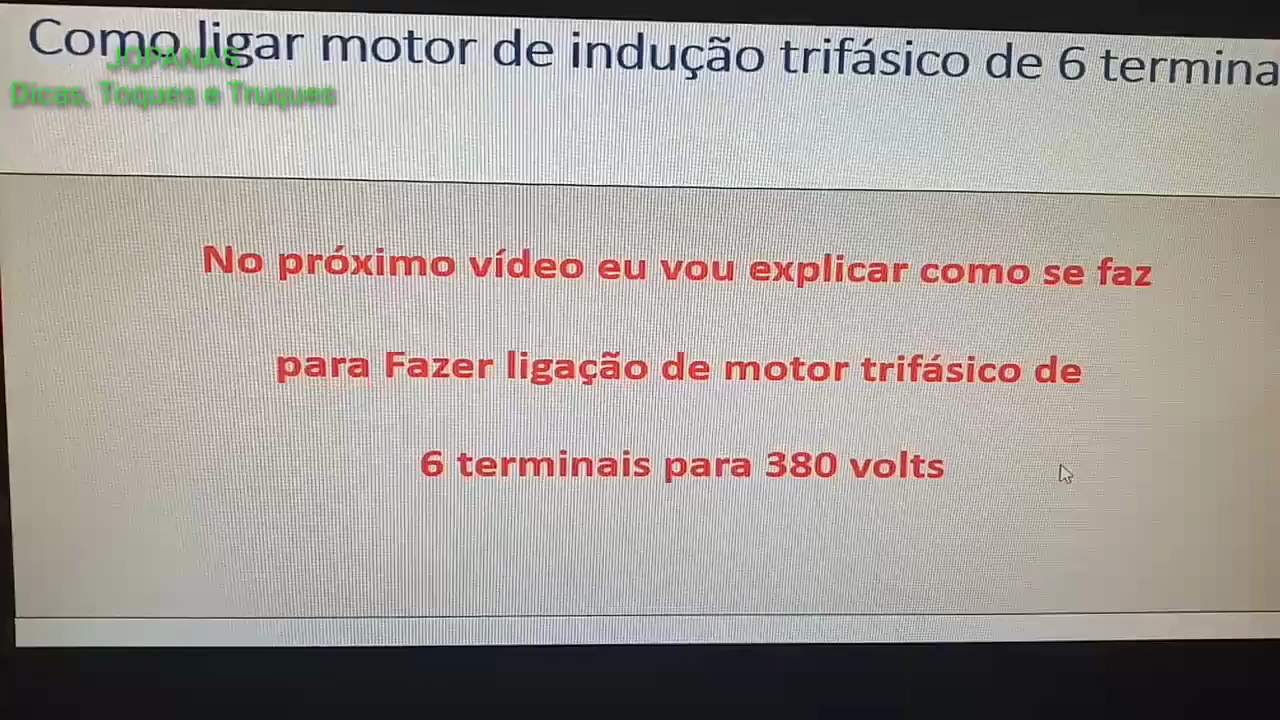 Como ligar motor de indução trifásico de 6 termina
JOPANAS
Dicas, Toques e Truques
No próximo vídeo eu vou explicar como se faz
para Fazer ligação de motor trifásico de
6 terminais para 380 volts